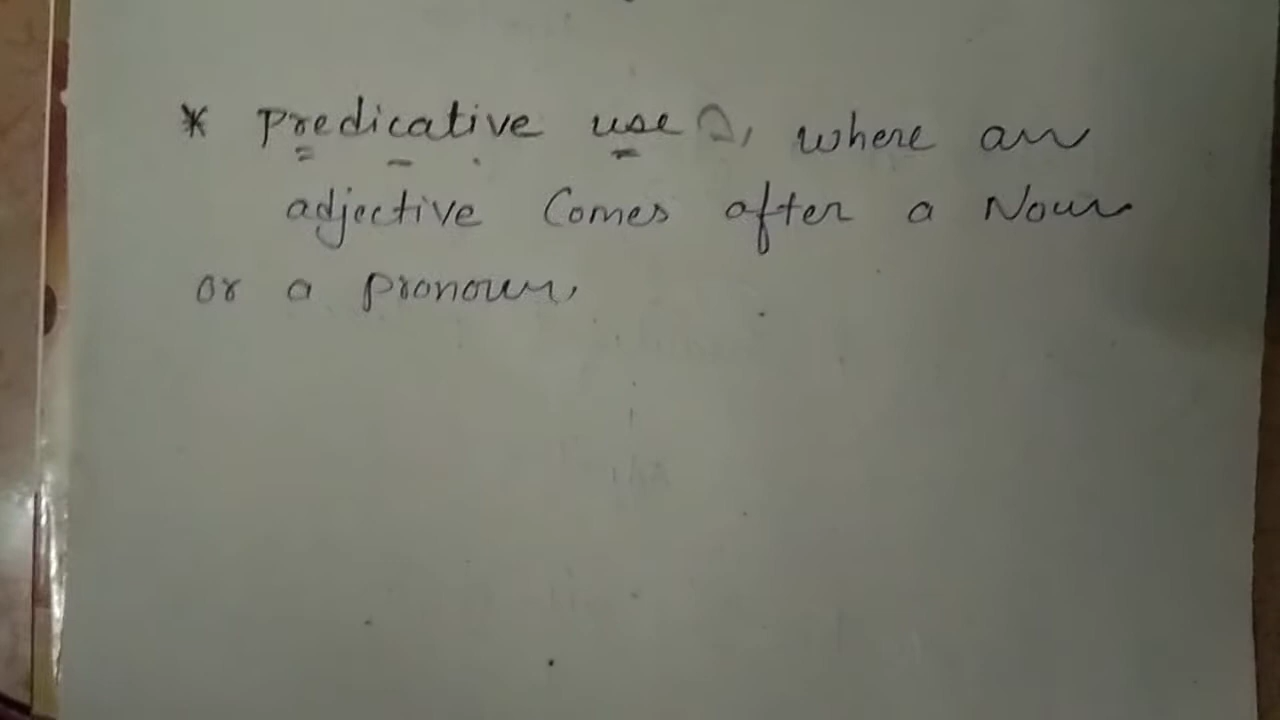 * Predicative use, where an
adjective Comes after a Noun
or a pronoun,